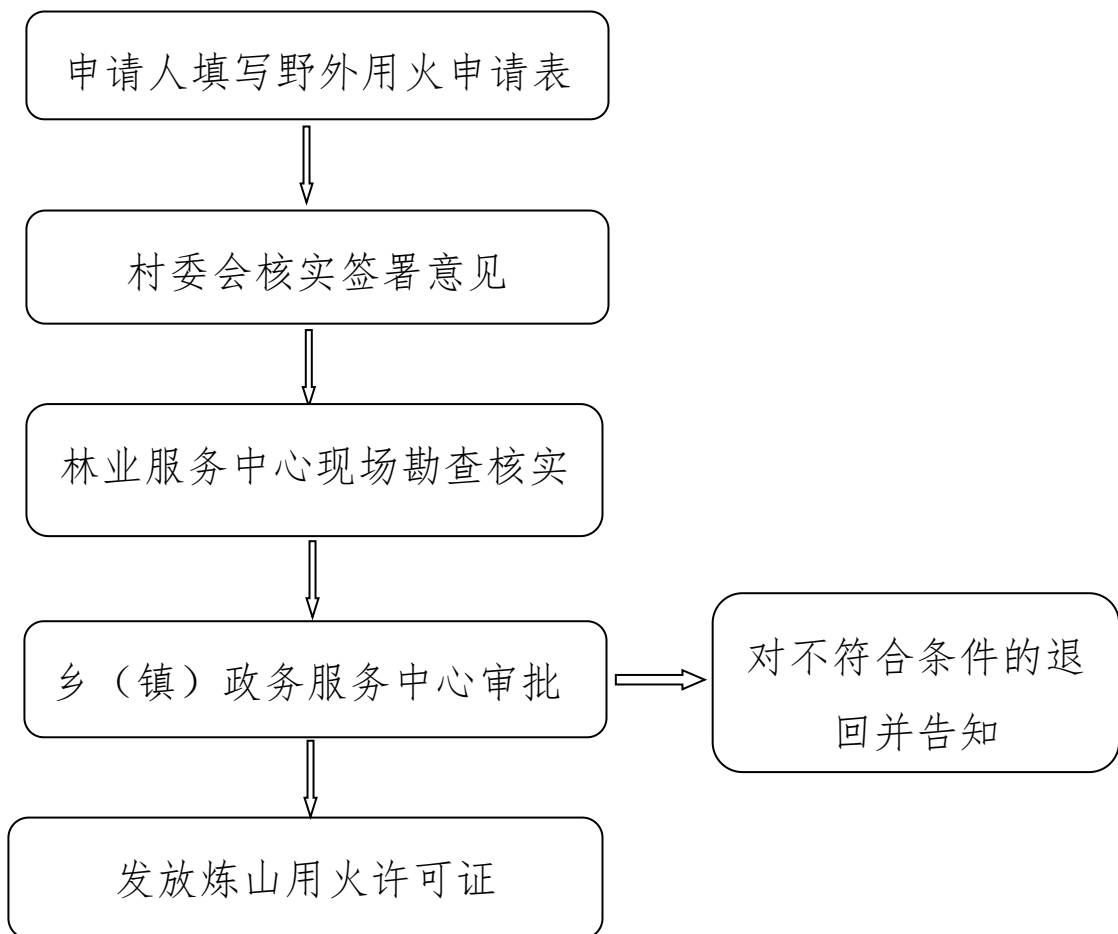 申请人填写野外用火申请表
村委会核实签署意见
林业服务中心现场勘查核实
乡（镇）政务服务中心审批
对不符合条件的退
回并告知
发放炼山用火许可证